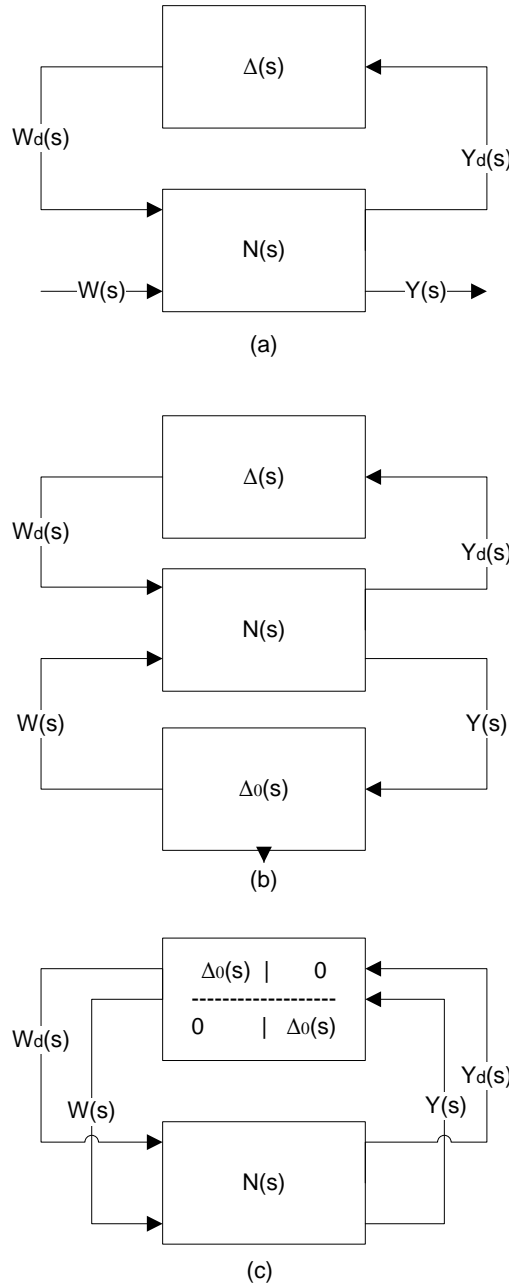 Δ(s)
Wd(s)
Yd(s)
N(s)
W(s)
Y(s)
(a)
Δ(s)
Wd(s)
Yd(s)
N(s)
W(s)
Y(s)
Δ0(s)
(b)
Δ0(s) | 0
-------------------
0 | Δ0(s)
Wd(s)
Yd(s)
W(s)
Y(s)
N(s)
(c)